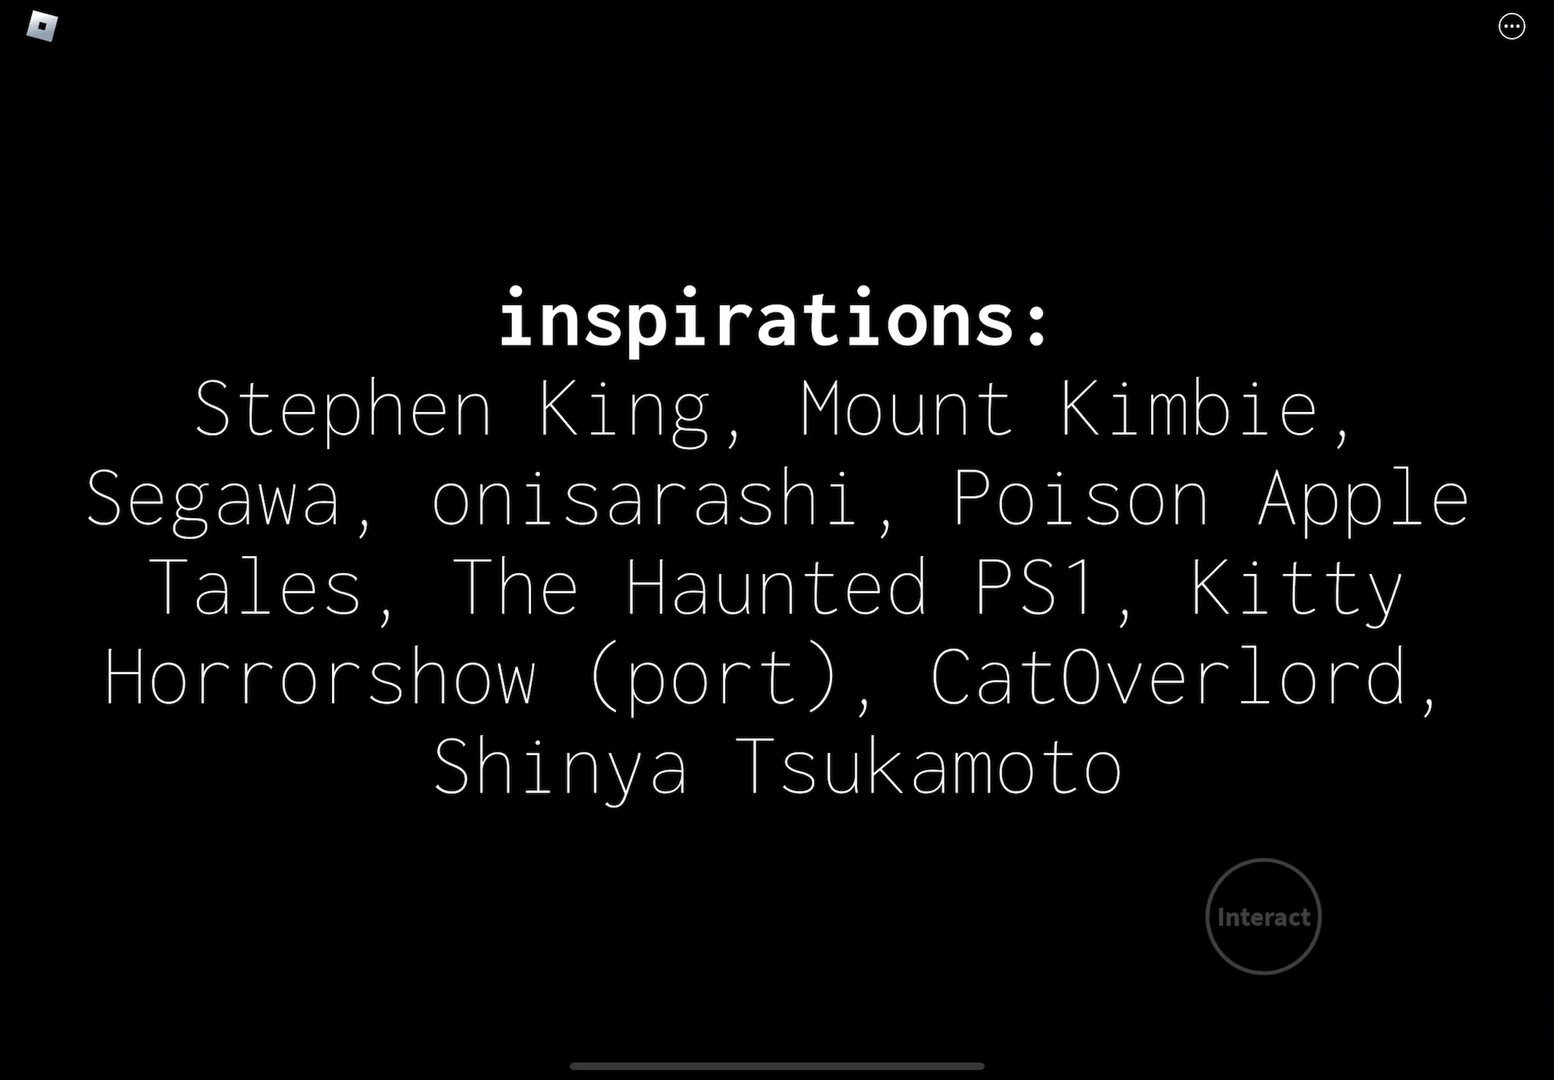 inspirations:
Stephen King, Mount Kimbie,
Segawa, onisarashi, Poison Apple
Tales, The Haunted PS1, Kitty
Horrorshow (port), CatOverlord,
Shinya Tsukamoto
Interact